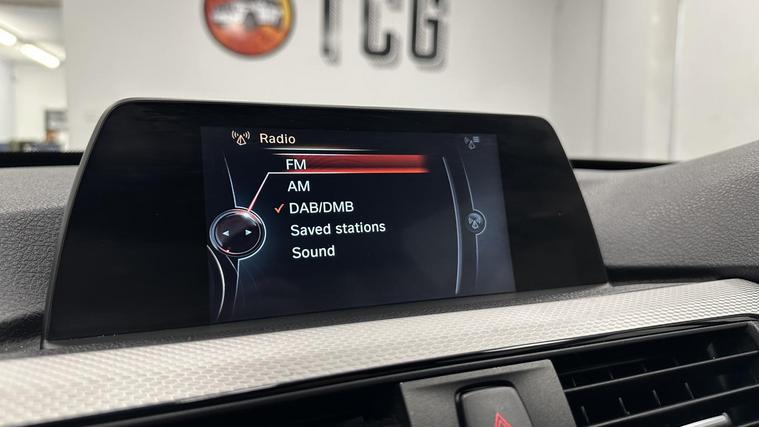 TCG
Radio
FM
AM
DAB/DMB
Saved stations
Sound